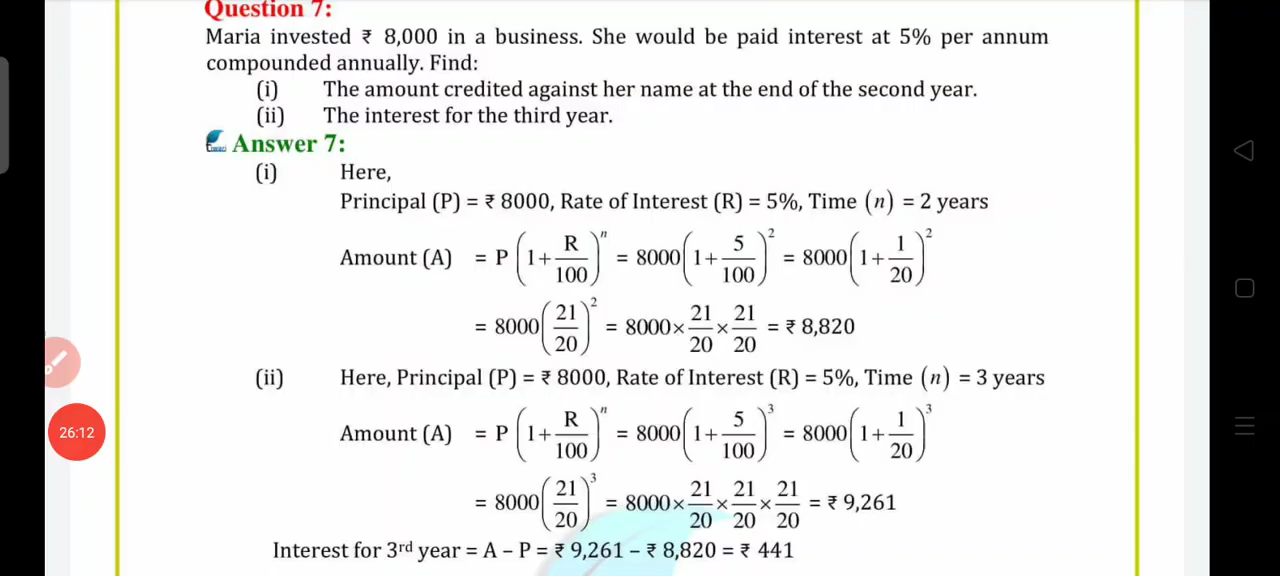 Question 7:
Maria invested ₹ 8,000 in a business. She would be paid interest at 5% per annum
compounded annually. Find:
(i) The amount credited against her name at the end of the second year.
(ii) The interest for the third year.
Answer 7:
(i) Here,
Principal (P) = ₹ 8000, Rate of Interest (R) = 5%, Time (n) = 2 years
Amount (A) = P(1+R/100)^n = 8000(1+5/100)^2 = 8000(1+1/20)^2
= 8000(21/20)^2 = 8000×21/20×21/20 = ₹ 8,820
(ii) Here, Principal (P) = ₹ 8000, Rate of Interest (R) = 5%, Time (n) = 3 years
Amount (A) = P(1+R/100)^n = 8000(1+5/100)^3 = 8000(1+1/20)^3
26:12
= 8000(21/20)^3 = 8000×21/20×21/20×21/20 = ₹ 9,261
Interest for 3rd year = A – P = ₹ 9,261 – ₹ 8,820 = ₹ 441